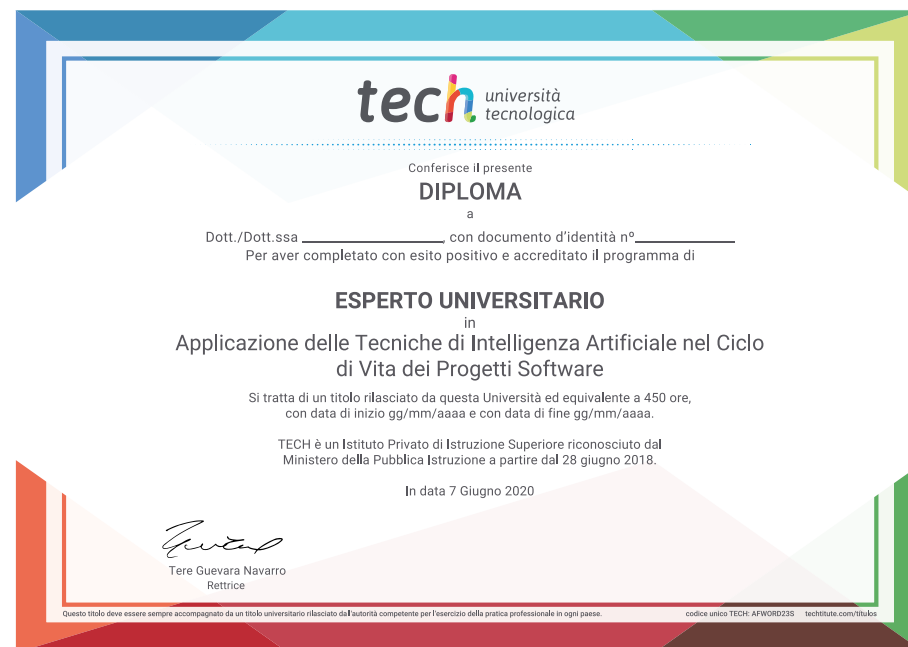 tech università
tecnologica
Conferisce il presente
DIPLOMA
a
Dott./Dott.ssa ____________________, con documento d'identità nº______________
Per aver completato con esito positivo e accreditato il programma di
ESPERTO UNIVERSITARIO
in
Applicazione delle Tecniche di Intelligenza Artificiale nel Ciclo
di Vita dei Progetti Software
Si tratta di un titolo rilasciato da questa Università ed equivalente a 450 ore,
con data di inizio gg/mm/aaaa e con data di fine gg/mm/aaaa.
TECH è un Istituto Privato di Istruzione Superiore riconosciuto dal
Ministero della Pubblica Istruzione a partire dal 28 giugno 2018.
In data 7 Giugno 2020
Tere Guevara Navarro
Rettrice
Questo titolo deve essere sempre accompagnato da un titolo universitario rilasciato dall'autorità competente per l'esercizio della pratica professionale in ogni paese. codice unico TECH: AFWORD23S techtitute.com/titulos